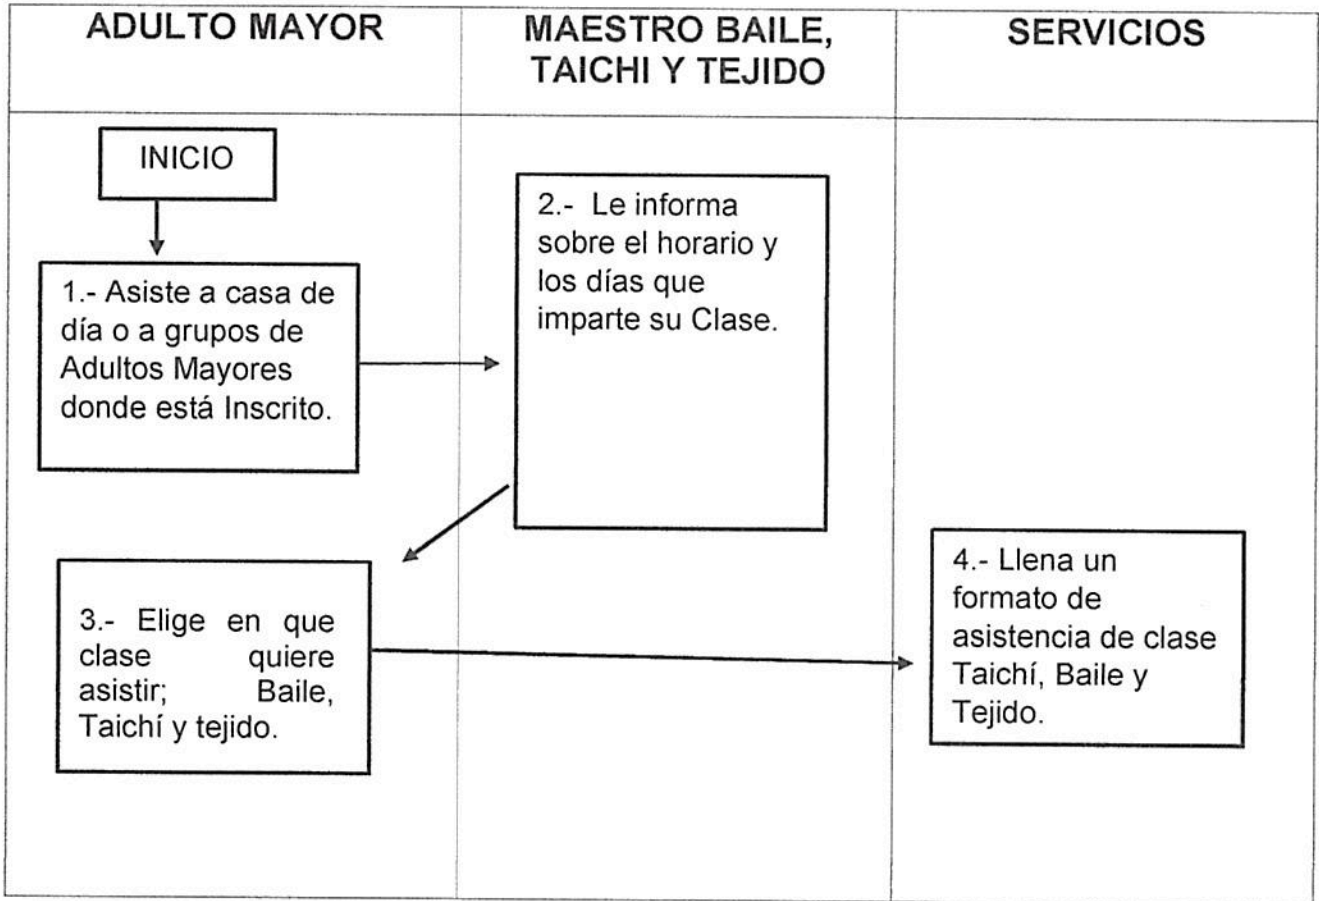 ADULTO MAYOR
MAESTRO BAILE,
TAICHI Y TEJIDO
SERVICIOS
INICIO
1.- Asiste a casa de
día o a grupos de
Adultos Mayores
donde está Inscrito.
2.- Le informa
sobre el horario y
los días que
imparte su Clase.
3.- Elige en que
clase quiere
asistir; Baile,
Taichí y tejido.
4.- Llena un
formato de
asistencia de clase
Taichí, Baile y
Tejido.